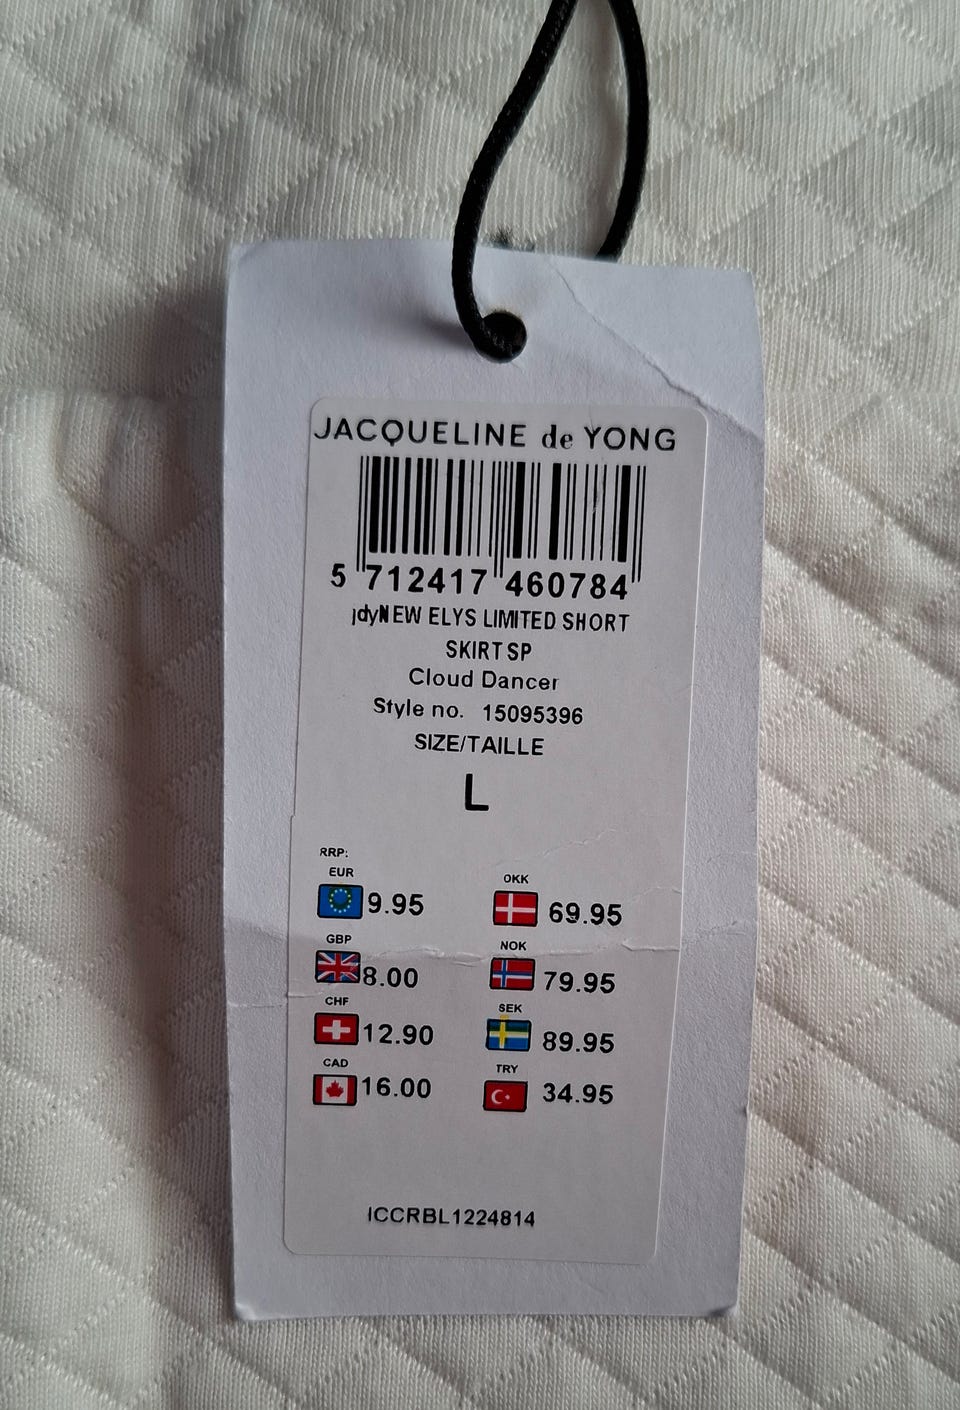 JACQUELINE de YONG
5 712417 460784
jdyNEW ELYS LIMITED SHORT
SKIRT SP
Cloud Dancer
Style no. 15095396
SIZE/TAILLE
L
RRP:
EUR
9.95
GBP
8.00
CHF
12.90
CAD
16.00
DKK
69.95
NOK
79.95
SEK
89.95
TRY
34.95
ICCRBL1224814